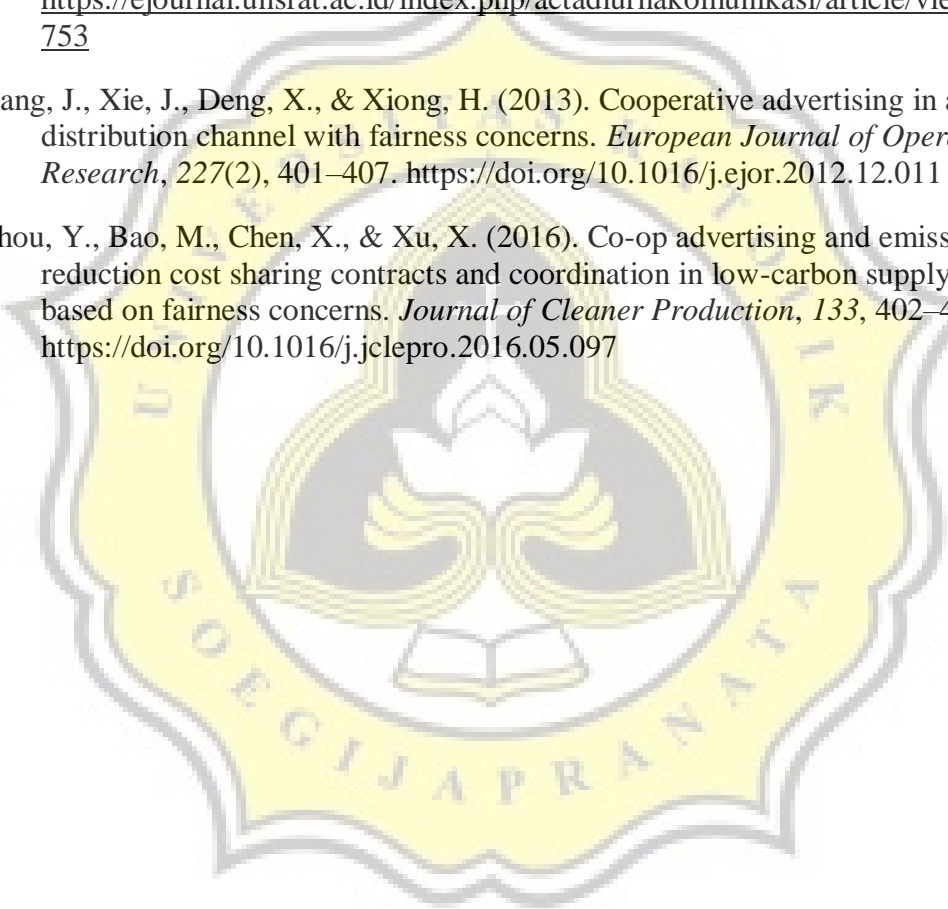 https://ejournal.unsrat.ac.id/index.php/actadiurnakomunikasi/article/vie
753
ang, J., Xie, J., Deng, X., & Xiong, H. (2013). Cooperative advertising in a
distribution channel with fairness concerns. European Journal of Opera
Research, 227(2), 401–407. https://doi.org/10.1016/j.ejor.2012.12.011
hou, Y., Bao, M., Chen, X., & Xu, X. (2016). Co-op advertising and emiss
reduction cost sharing contracts and coordination in low-carbon supply
based on fairness concerns. Journal of Cleaner Production, 133, 402–4
https://doi.org/10.1016/j.jclepro.2016.05.097
SOEGIJAPRANATA